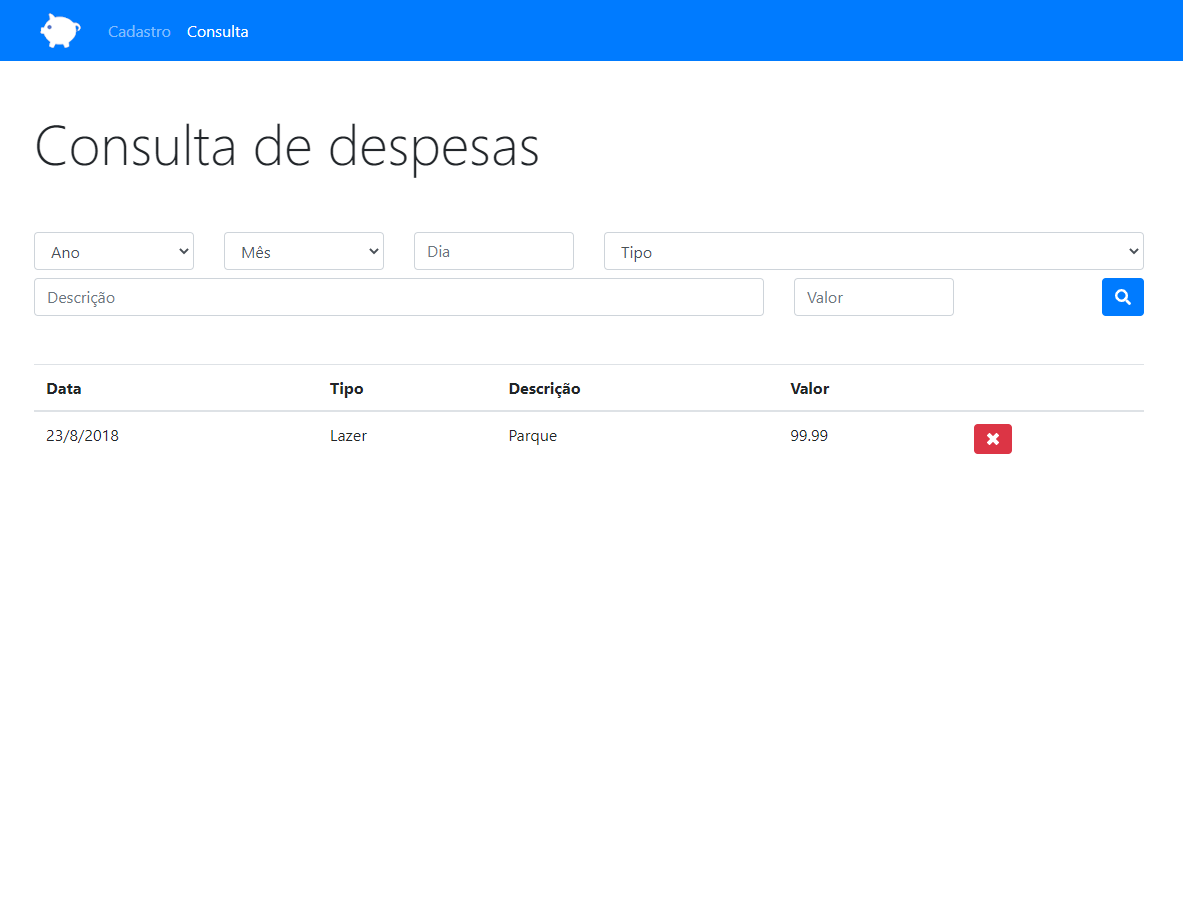 Cadastro Consulta
Consulta de despesas
Ano Mês Dia Tipo
Descrição Valor
Data Tipo Descrição Valor
23/8/2018 Lazer Parque 99.99